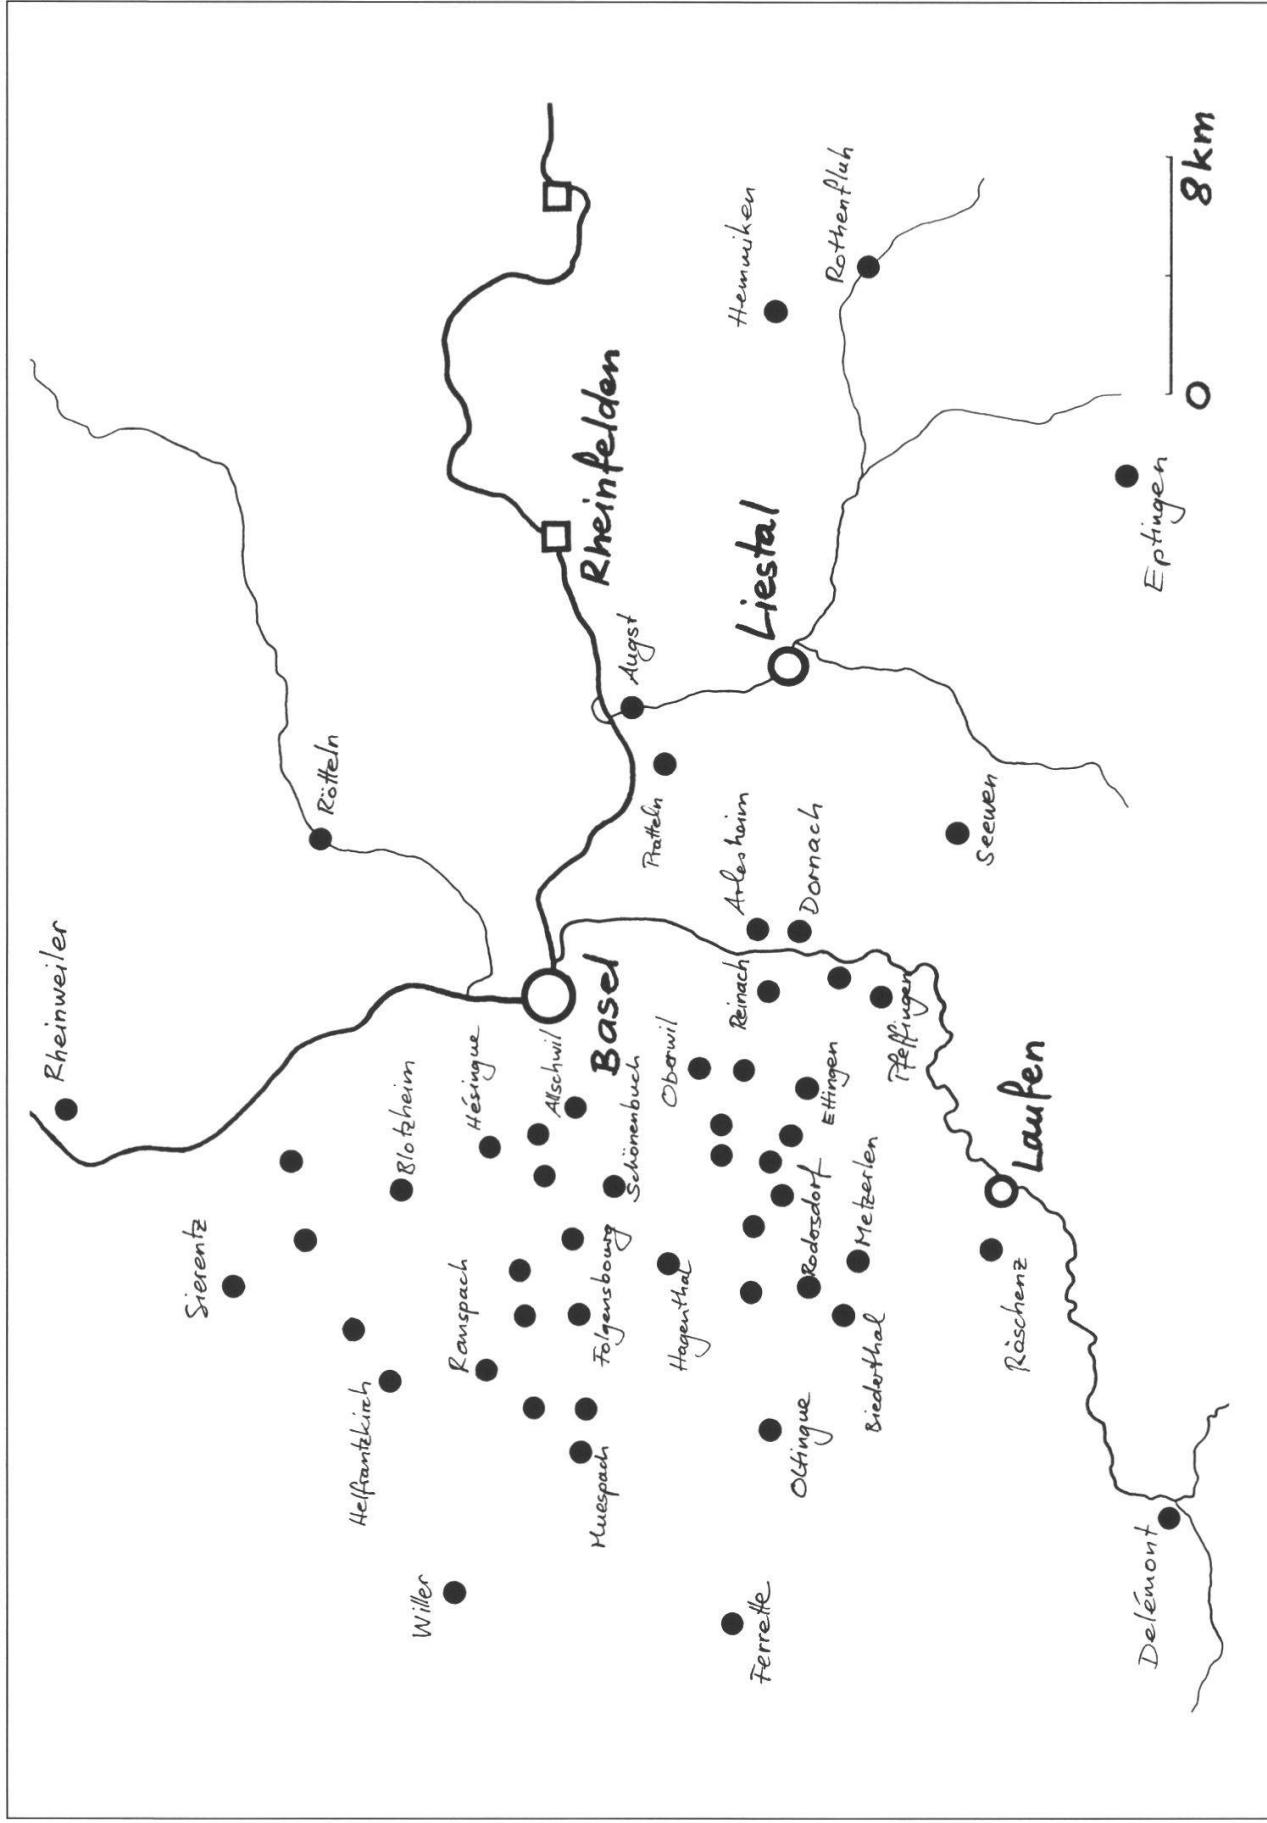 Rheinweiler
Sierentz
Rötteln
Blotzheim
Helfrantzkirch
Hésingue
Ranspach
Willer
Allschwil
Basel
Rheinfelden
Schönenbuch
Folgensbourg
Muespach
Augst
Pratteln
Oberwil
Hagenthal
Hemmiken
Liestal
Arlesheim
Reinach
Ferrette
Dornach
Ettingen
Rodersdorf
Oltingue
Rothenfluh
Metzerlen
Biederthal
Pfeffingen
Seewen
Laufen
Röschenz
Eptingen
Delémont
0 8km